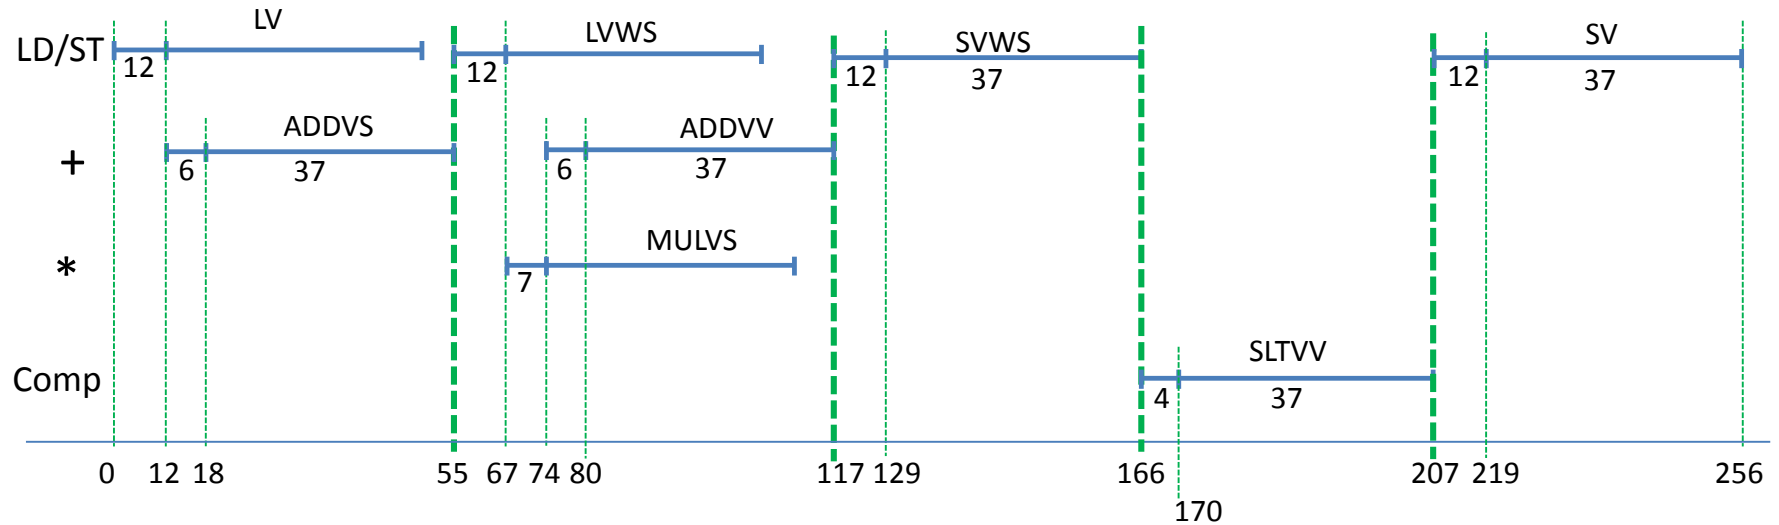 LV
LVWS
SV
LD/ST
SVWS
12
12
12
37
12
37
ADDVS
ADDVV
+
6
37
6
37
MULVS
*
7
SLTVV
Comp
4
37
0 12 18 55 67 74 80 117 129 166 207 219 256
170